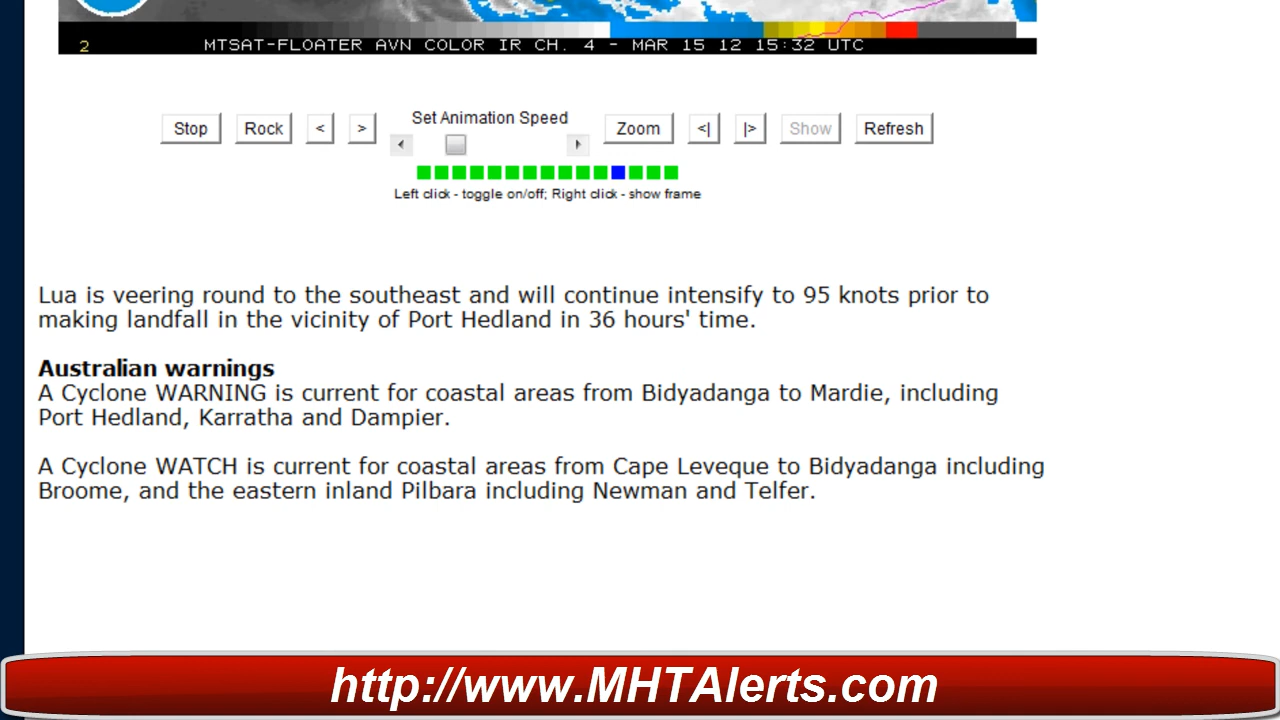 2 MTSAT-FLOATER AVN COLOR IR CH. 4 - MAR 15 12 15:32 UTC
Set Animation Speed
Stop Rock < > Zoom <| |> Show Refresh
Left click - toggle on/off; Right click - show frame
Lua is veering round to the southeast and will continue intensify to 95 knots prior to
making landfall in the vicinity of Port Hedland in 36 hours' time.
Australian warnings
A Cyclone WARNING is current for coastal areas from Bidyadanga to Mardie, including
Port Hedland, Karratha and Dampier.
A Cyclone WATCH is current for coastal areas from Cape Leveque to Bidyadanga including
Broome, and the eastern inland Pilbara including Newman and Telfer.
http://www.MHTAlerts.com